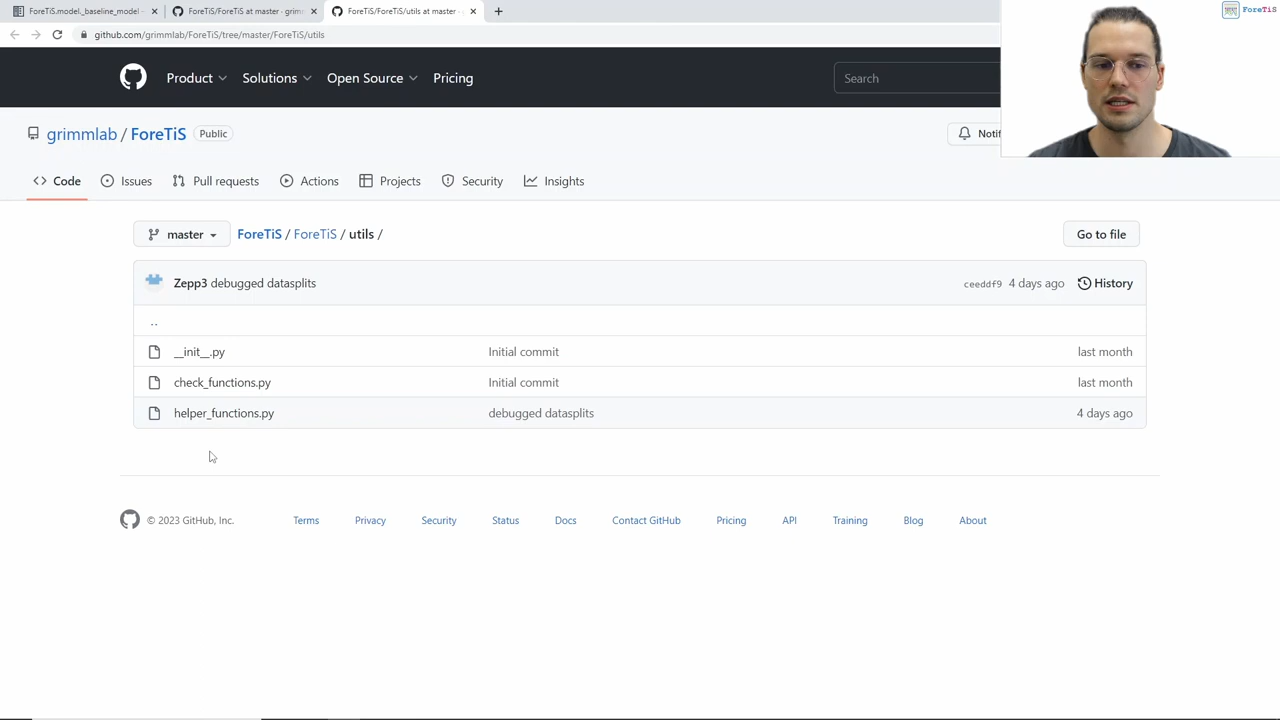 ForeTiS.model._baseline_model -
ForeTiS/ForeTiS at master · grimm
ForeTiS/ForeTiS/utils at master ·
github.com/grimmlab/ForeTiS/tree/master/ForeTiS/utils
ForeTiS
Product Solutions Open Source Pricing Search
grimmlab / ForeTiS Public Notif
Code Issues Pull requests Actions Projects Security Insights
master ForeTiS / ForeTiS / utils / Go to file
Zepp3 debugged datasplits ceeddf9 4 days ago History
..
__init__.py Initial commit last month
check_functions.py Initial commit last month
helper_functions.py debugged datasplits 4 days ago
© 2023 GitHub, Inc. Terms Privacy Security Status Docs Contact GitHub Pricing API Training Blog About